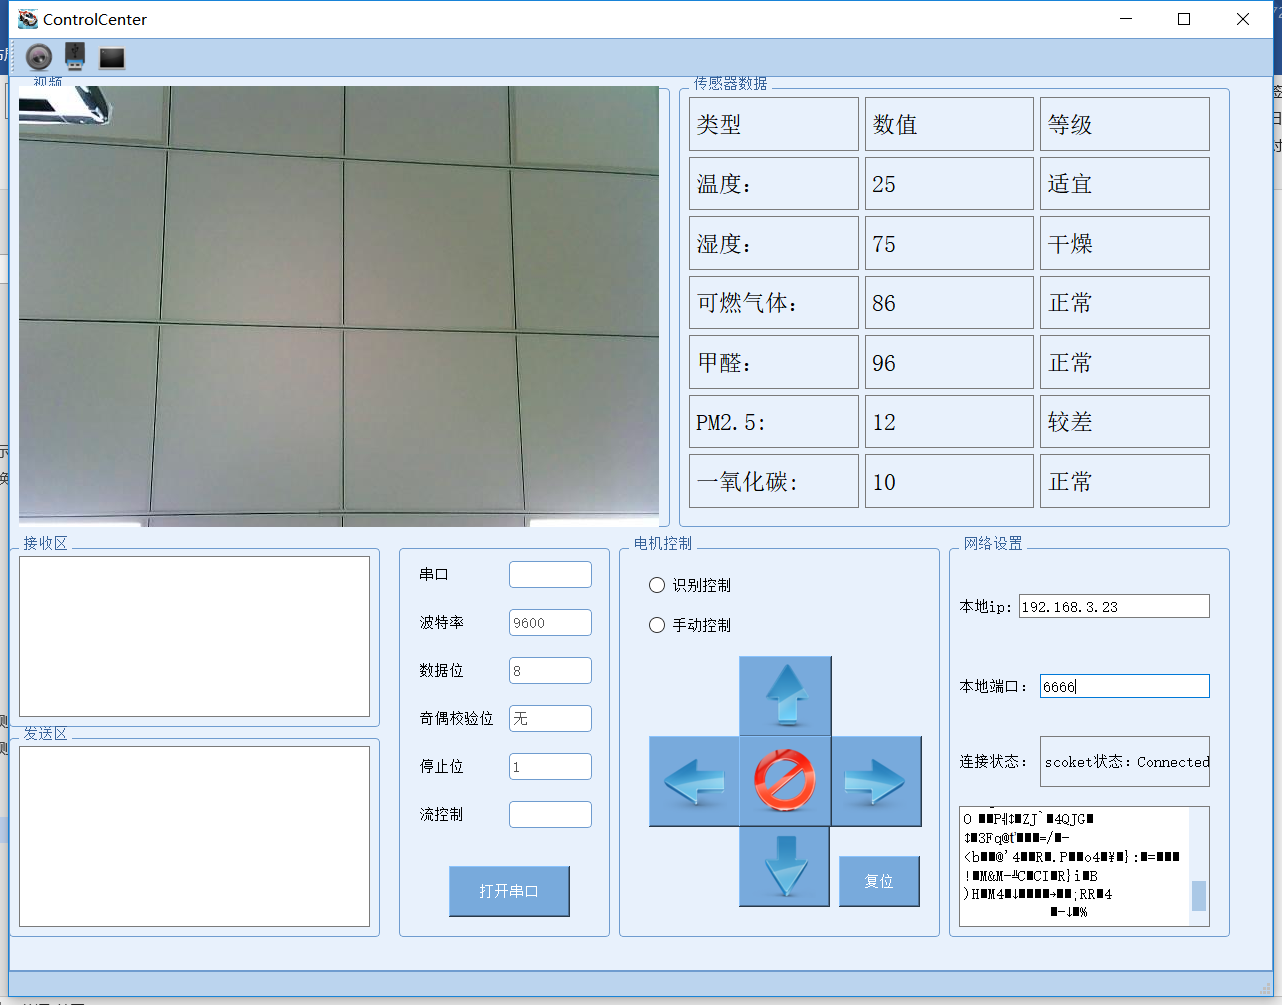 ControlCenter
视频
传感器数据
类型 数值 等级
温度： 25 适宜
湿度： 75 干燥
可燃气体： 86 正常
甲醛： 96 正常
PM2.5: 12 较差
一氧化碳: 10 正常
接收区
发送区
串口
波特率 9600
数据位 8
奇偶校验位 无
停止位 1
流控制
打开串口
电机控制
识别控制
手动控制
复位
网络设置
本地ip: 192.168.3.23
本地端口： 6666
连接状态： scoket状态：Connected